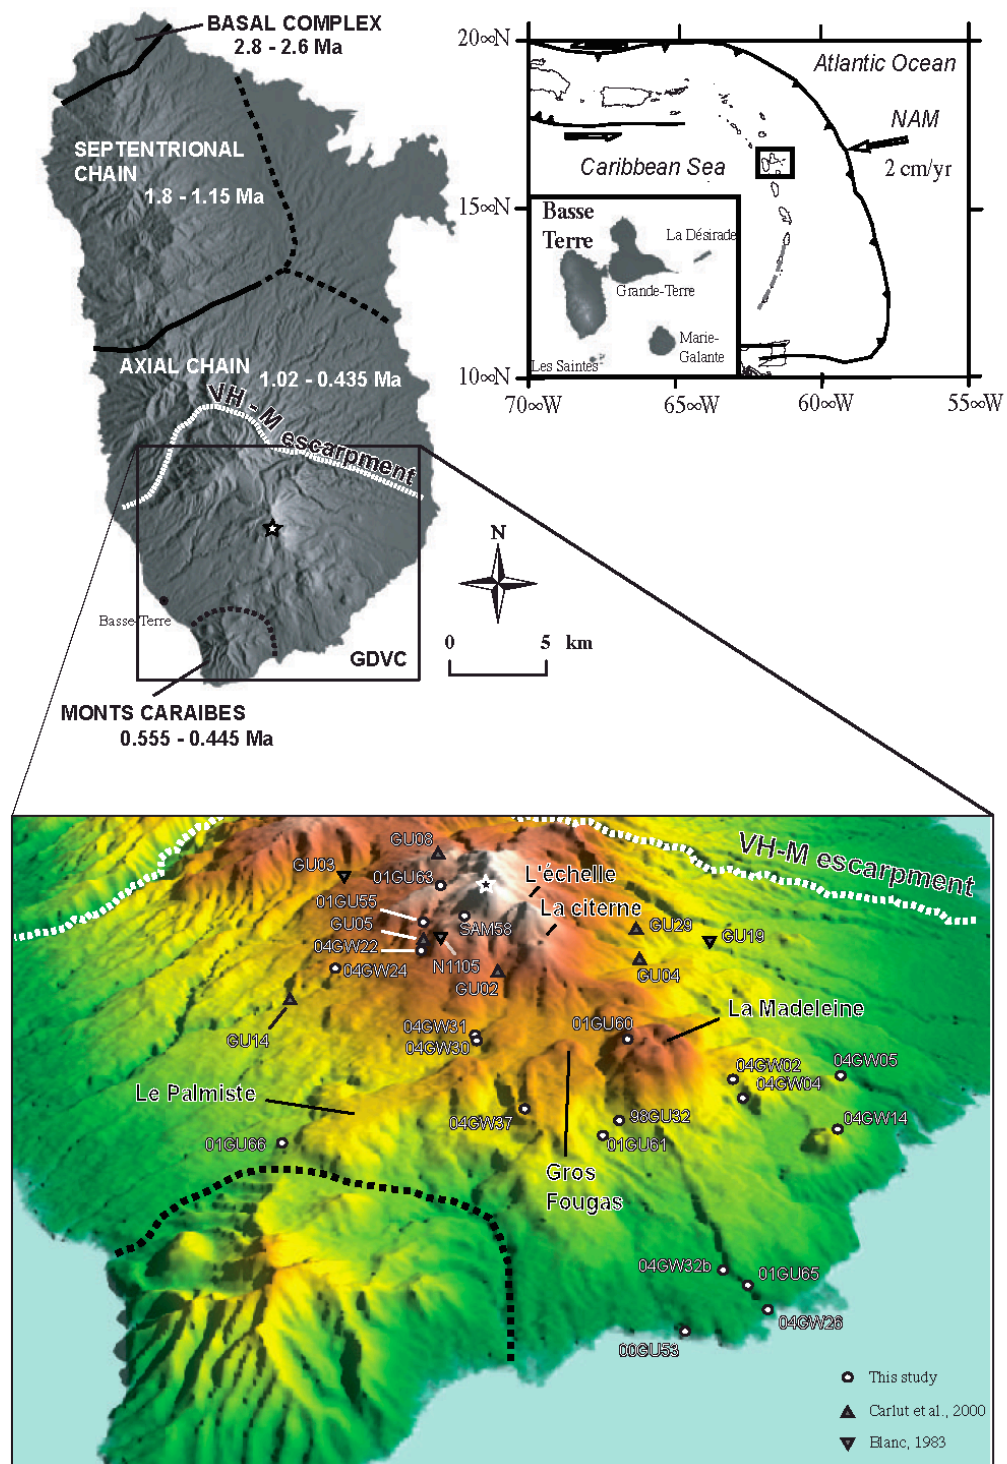 BASAL COMPLEX
2.8 - 2.6 Ma
SEPTENTRIONAL
CHAIN
1.8 - 1.15 Ma
AXIAL CHAIN
1.02 - 0.435 Ma
VH - M escarpment
Basse-Terre
GDVC
MONTS CARAIBES
0.555 - 0.445 Ma
N
0 5 km
20∞N
15∞N
10∞N
70∞W 65∞W 60∞W 55∞W
Atlantic Ocean
NAM
2 cm/yr
Caribbean Sea
Basse
Terre
La Désirade
Grande-Terre
Marie-
Galante
Les Saintes
VH-M escarpment
GU08
GU03
01GU63
L'échelle
01GU55
La citerne
GU05
SAM58
GU29
GU19
04GW22
N1105
04GW24
GU02
GU04
GU14
04GW31
04GW30
01GU60
La Madeleine
04GW02
04GW05
04GW04
Le Palmiste
04GW37
98GU32
04GW14
01GU66
01GU61
Gros
Fougas
04GW32b
01GU65
04GW26
00GU53
This study
Carlut et al., 2000
Blanc, 1983